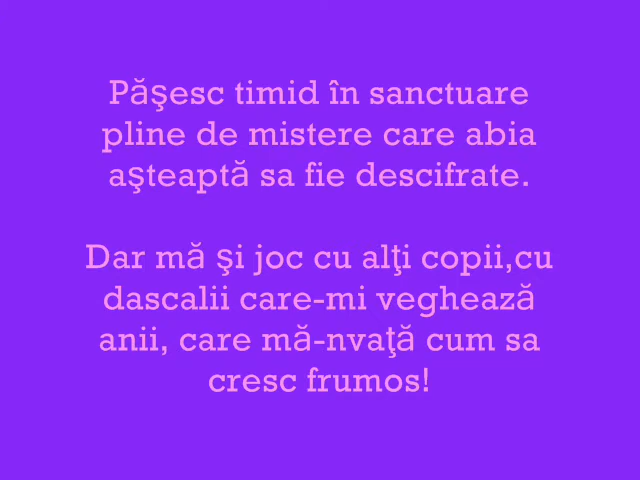 Păşesc timid în sanctuare
pline de mistere care abia
aşteaptă sa fie descifrate.
Dar mă şi joc cu alţi copii,cu
dascalii care-mi veghează
anii, care mă-nvaţă cum sa
cresc frumos!